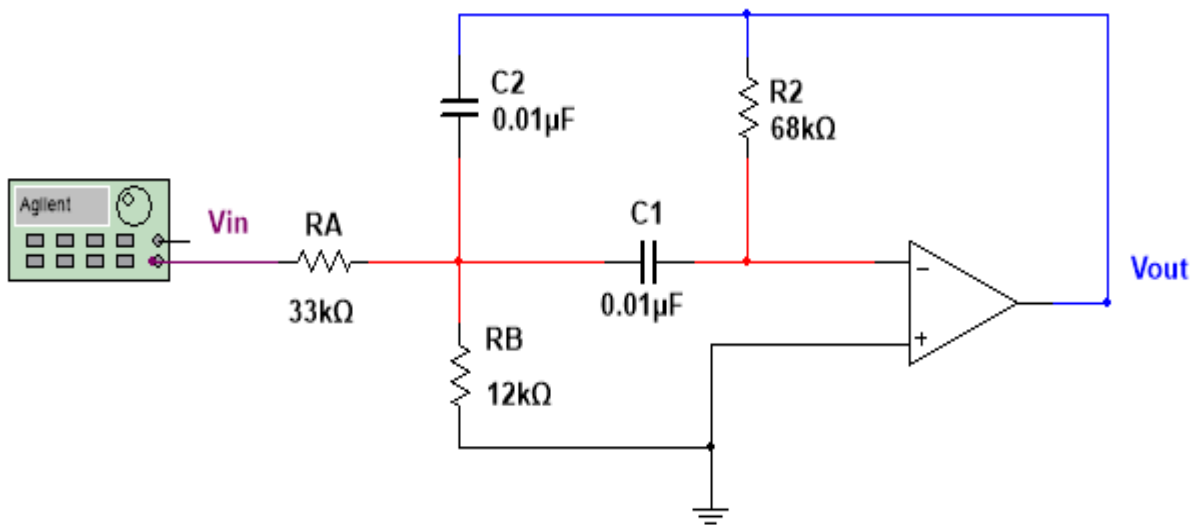 C2
0.01µF
R2
68kΩ
Agilent
Vin
RA
33kΩ
C1
0.01µF
RB
12kΩ
−
+
Vout